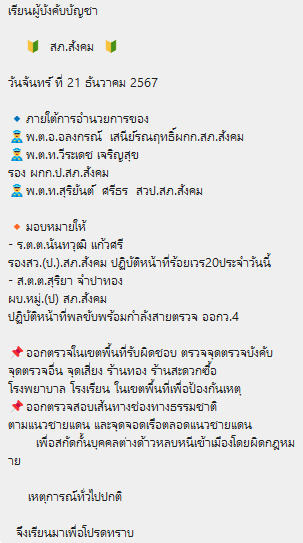 เรียนผู้บังคับบัญชา
🔰 สภ.สังคม 🔰
วันจันทร์ ที่ 21 ธันวาคม 2567
🔹ภายใต้การอำนวยการของ
👮พ.ต.อ.อลงกรณ์ เสนีย์รณฤทธิ์ผกก.สภ.สังคม
👮พ.ต.ท.วีระเดช เจริญสุข
รอง ผกก.ป.สภ.สังคม
👮พ.ต.ท.สุริยันต์ ศรีธร สวป.สภ.สังคม
🔸มอบหมายให้
- ร.ต.ต.นันทวุฒิ แก้วศรี
รองสว.(ป.).สภ.สังคม ปฏิบัติหน้าที่ร้อยเวร20ประจำวันนี้
- ส.ต.ต.สุริยา จำปาทอง
ผบ.หมู่.(ป) สภ.สังคม
ปฏิบัติหน้าที่พลขับพร้อมกำลังสายตรวจ ออกว.4
📌ออกตรวจในเขตพื้นที่รับผิดชอบ ตรวจจุดตรวจบังคับ
จุดตรวจอื่น จุดเสี่ยง ร้านทอง ร้านสะดวกซื้อ
โรงพยาบาล โรงเรียน ในเขตพื้นที่เพื่อป้องกันเหตุ
📌ออกตรวจสอบเส้นทางช่องทางธรรมชาติ
ตามแนวชายแดน และจุดจอดเรือตลอดแนวชายแดน
เพื่อสกัดกั้นบุคคลต่างด้าวหลบหนีเข้าเมืองโดยผิดกฎหม
าย
เหตุการณ์ทั่วไปปกติ
จึงเรียนมาเพื่อโปรดทราบ